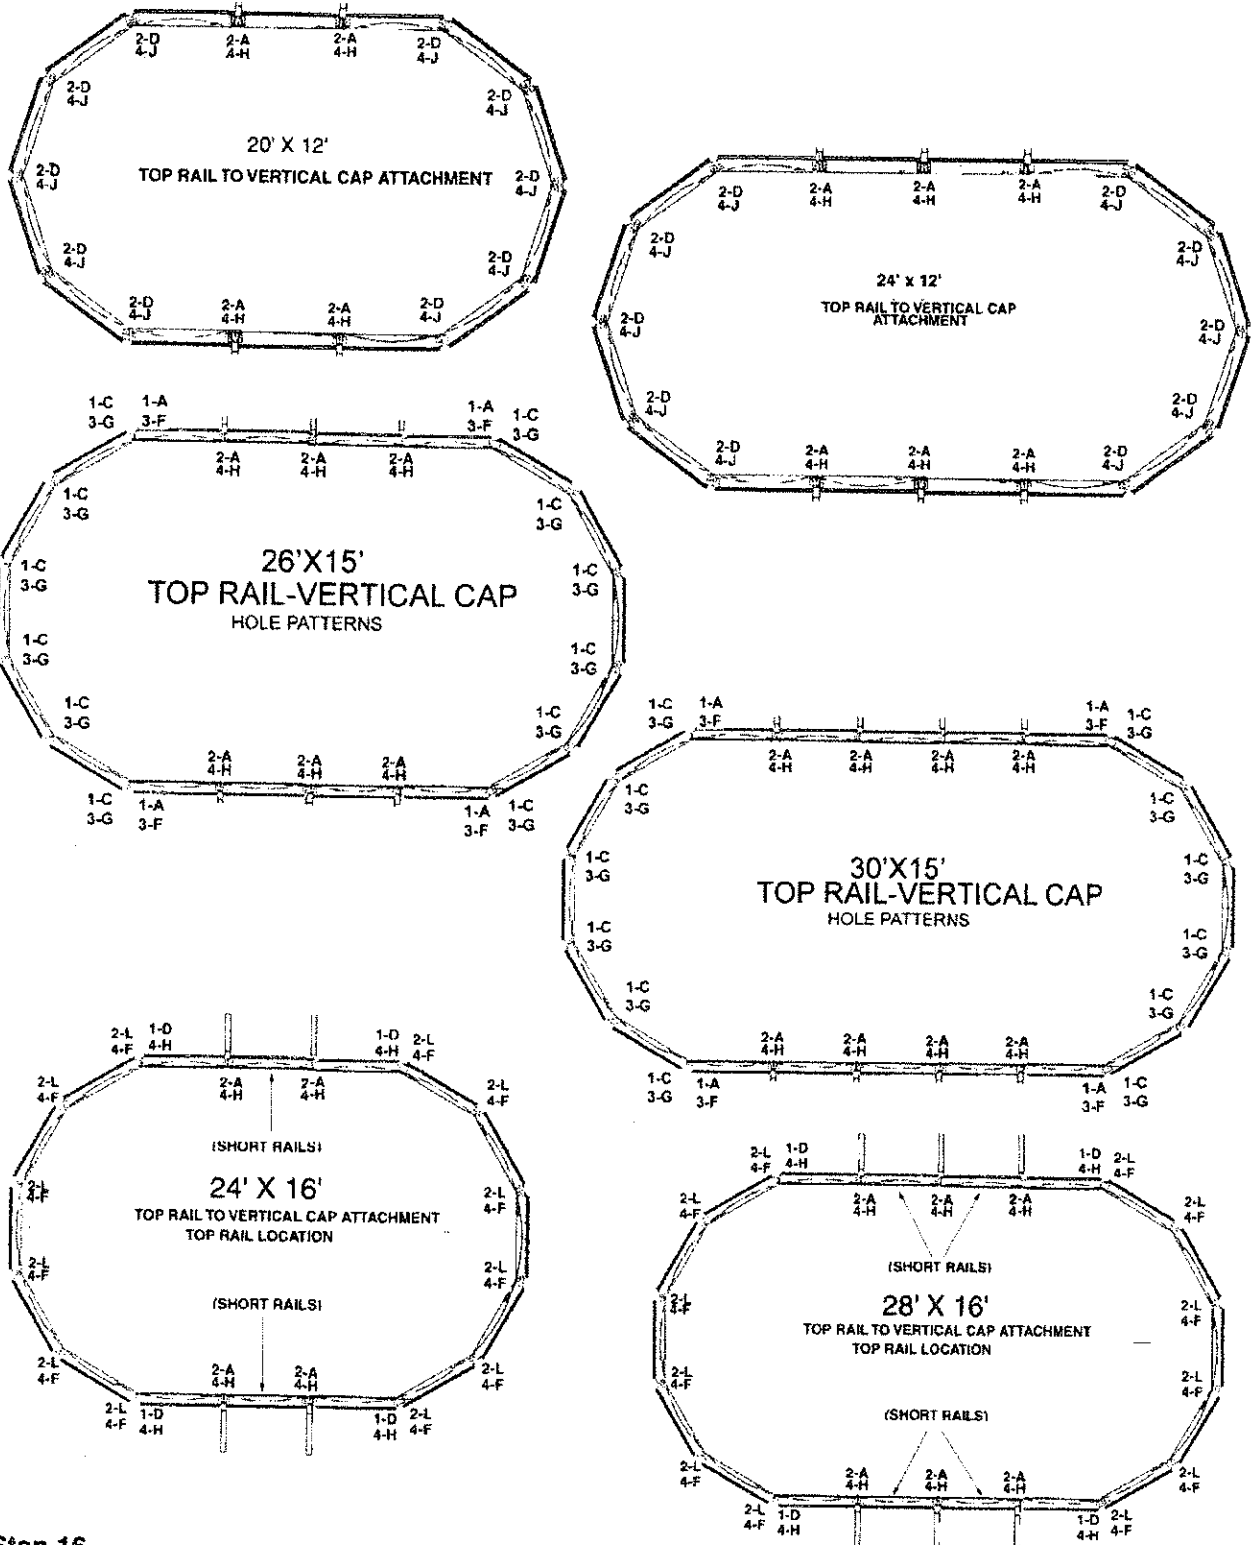 2-D 2-A 2-A 2-D
4-J 4-H 4-H 4-J
2-D 2-D
4-J 4-J
20' X 12'
TOP RAIL TO VERTICAL CAP ATTACHMENT
2-D 2-D
4-J 4-J
2-D 2-D
4-J 4-J
2-D 2-A 2-A 2-D
4-J 4-H 4-H 4-J
2-D 2-A 2-A 2-A 2-D
4-J 4-H 4-H 4-H 4-J
2-D 2-D
4-J 4-J
24' x 12'
TOP RAIL TO VERTICAL CAP
ATTACHMENT
2-D 2-D
4-J 4-J
2-D 2-D
4-J 4-J
2-D 2-A 2-A 2-A 2-D
4-J 4-H 4-H 4-H 4-J
1-C 1-A 1-A 1-C
3-G 3-F 3-F 3-G
2-A 2-A 2-A
4-H 4-H 4-H
1-C 1-C
3-G 3-G
26'X15'
TOP RAIL-VERTICAL CAP
HOLE PATTERNS
1-C 1-C
3-G 3-G
1-C 1-C
3-G 3-G
1-C 1-C
3-G 3-G
2-A 2-A 2-A
4-H 4-H 4-H
1-C 1-A 1-A 1-C
3-G 3-F 3-F 3-G
1-C 1-A 1-A 1-C
3-G 3-F 3-F 3-G
2-A 2-A 2-A 2-A
4-H 4-H 4-H 4-H
1-C 1-C
3-G 3-G
1-C 1-C
3-G 3-G
30'X15'
TOP RAIL-VERTICAL CAP
HOLE PATTERNS
1-C 1-C
3-G 3-G
1-C 1-C
3-G 3-G
2-A 2-A 2-A 2-A
4-H 4-H 4-H 4-H
1-C 1-A 1-A 1-C
3-G 3-F 3-F 3-G
2-L 1-D 1-D 2-L
4-F 4-H 4-H 4-F
2-A 2-A
4-H 4-H
2-L 2-L
4-F 4-F
(SHORT RAILS)
24' X 16'
TOP RAIL TO VERTICAL CAP ATTACHMENT
TOP RAIL LOCATION
2-L 2-L
4-F 4-F
2-L 2-L
4-F 4-F
(SHORT RAILS)
2-L 2-A 2-A 2-L
4-F 4-H 4-H 4-F
2-L 1-D 1-D 2-L
4-F 4-H 4-H 4-F
2-L 1-D 1-D 2-L
4-F 4-H 4-H 4-F
2-A 2-A 2-A
4-H 4-H 4-H
2-L 2-L
4-F 4-F
(SHORT RAILS)
28' X 16'
TOP RAIL TO VERTICAL CAP ATTACHMENT
TOP RAIL LOCATION
2-L 2-L
4-F 4-F
2-L 2-L
4-F 4-F
(SHORT RAILS)
2-L 2-A 2-A 2-A 2-L
4-F 4-H 4-H 4-H 4-F
2-L 1-D 1-D 2-L
4-F 4-H 4-H 4-F